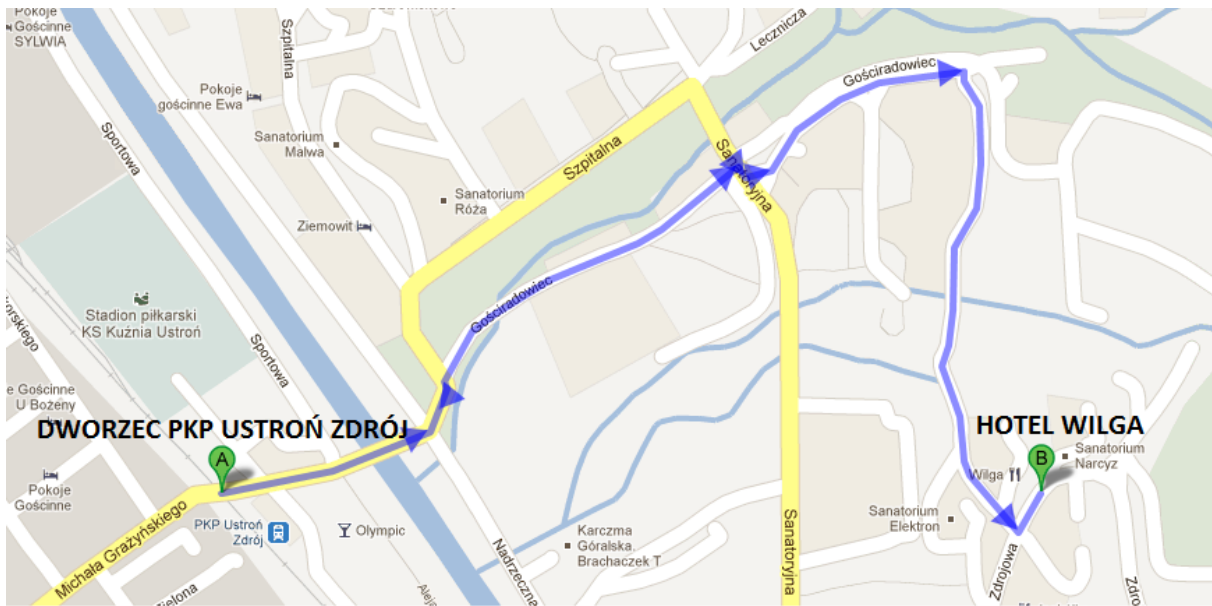 Pokoje
Gościnne
SYLWIA
Szpitalna
Lecznicza
Gościradowiec
Pokoje
gościnne Ewa
Sportowa
Sanatorium
Malwa
Szpitalna
Sanatoryjna
Sanatorium
Róża
Ziemowit
Gościradowiec
Stadion piłkarski
KS Kuźnia Ustroń
Sportowa
e Gościnne
U Bożeny
DWORZEC PKP USTROŃ ZDRÓJ
HOTEL WILGA
A
B
Sanatorium
Narcyz
Wilga
Pokoje
Gościnne
PKP Ustroń
Zdrój
Olympic
Michała Grażyńskiego
Nadrzeczna
Karczma
Góralska,
Brachaczek T
Sanatoryjna
Sanatorium
Elektron
Zdrojowa